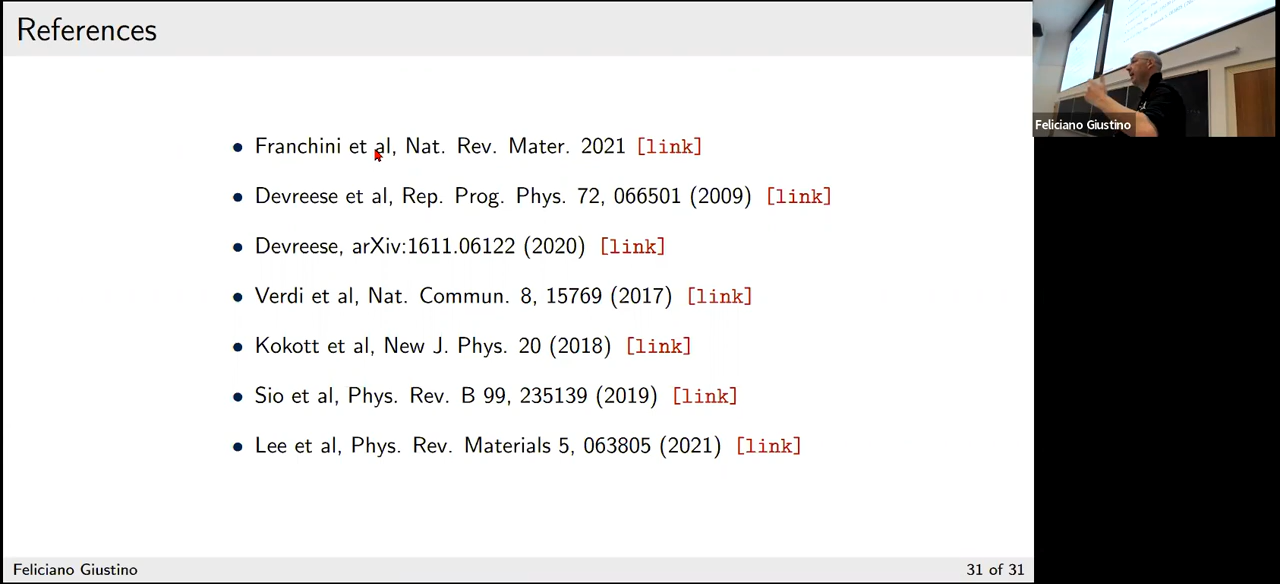 References
Feliciano Giustino
• Franchini et al, Nat. Rev. Mater. 2021 [link]
• Devreese et al, Rep. Prog. Phys. 72, 066501 (2009) [link]
• Devreese, arXiv:1611.06122 (2020) [link]
• Verdi et al, Nat. Commun. 8, 15769 (2017) [link]
• Kokott et al, New J. Phys. 20 (2018) [link]
• Sio et al, Phys. Rev. B 99, 235139 (2019) [link]
• Lee et al, Phys. Rev. Materials 5, 063805 (2021) [link]
Feliciano Giustino 31 of 31